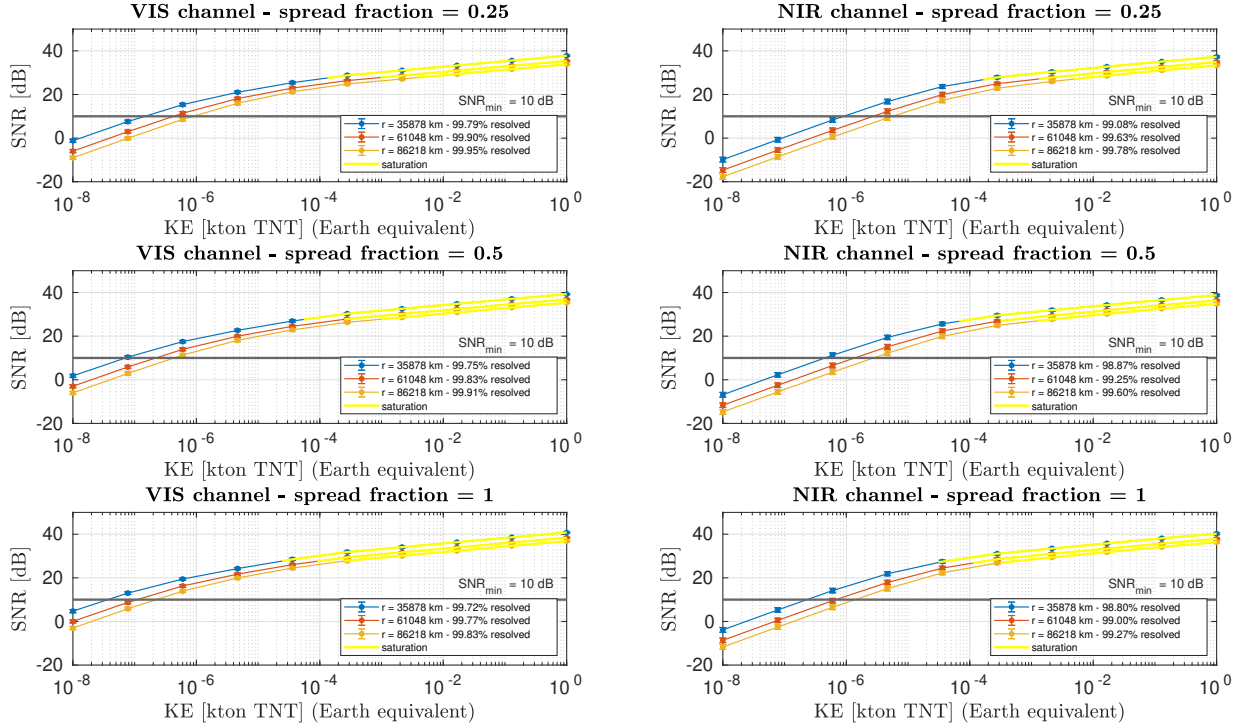 VIS channel - spread fraction = 0.25
40
20
0
-20
SNR [dB]
SNR_min = 10 dB
r = 35878 km - 99.79% resolved
r = 61048 km - 99.90% resolved
r = 86218 km - 99.95% resolved
saturation
10^-8 10^-6 10^-4 10^-2 10^0
KE [kton TNT] (Earth equivalent)
NIR channel - spread fraction = 0.25
40
20
0
-20
SNR [dB]
SNR_min = 10 dB
r = 35878 km - 99.08% resolved
r = 61048 km - 99.63% resolved
r = 86218 km - 99.78% resolved
saturation
10^-8 10^-6 10^-4 10^-2 10^0
KE [kton TNT] (Earth equivalent)
VIS channel - spread fraction = 0.5
40
20
0
-20
SNR [dB]
SNR_min = 10 dB
r = 35878 km - 99.75% resolved
r = 61048 km - 99.83% resolved
r = 86218 km - 99.91% resolved
saturation
10^-8 10^-6 10^-4 10^-2 10^0
KE [kton TNT] (Earth equivalent)
NIR channel - spread fraction = 0.5
40
20
0
-20
SNR [dB]
SNR_min = 10 dB
r = 35878 km - 98.87% resolved
r = 61048 km - 99.25% resolved
r = 86218 km - 99.60% resolved
saturation
10^-8 10^-6 10^-4 10^-2 10^0
KE [kton TNT] (Earth equivalent)
VIS channel - spread fraction = 1
40
20
0
-20
SNR [dB]
SNR_min = 10 dB
r = 35878 km - 99.72% resolved
r = 61048 km - 99.77% resolved
r = 86218 km - 99.83% resolved
saturation
10^-8 10^-6 10^-4 10^-2 10^0
KE [kton TNT] (Earth equivalent)
NIR channel - spread fraction = 1
40
20
0
-20
SNR [dB]
SNR_min = 10 dB
r = 35878 km - 98.80% resolved
r = 61048 km - 99.00% resolved
r = 86218 km - 99.27% resolved
saturation
10^-8 10^-6 10^-4 10^-2 10^0
KE [kton TNT] (Earth equivalent)